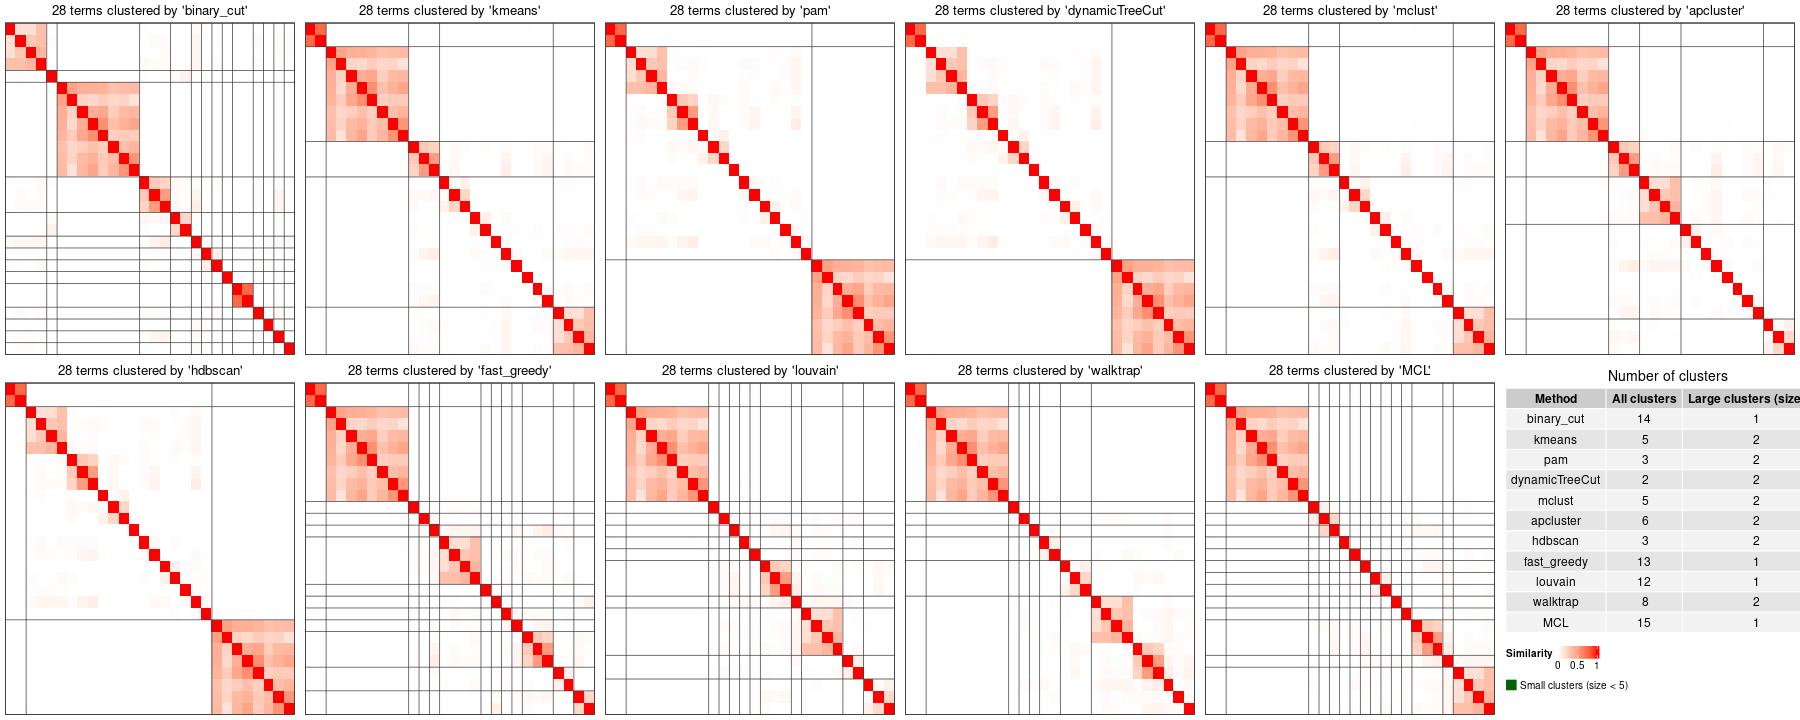 28 terms clustered by 'binary_cut'
28 terms clustered by 'kmeans'
28 terms clustered by 'pam'
28 terms clustered by 'dynamicTreeCut'
28 terms clustered by 'mclust'
28 terms clustered by 'apcluster'
28 terms clustered by 'hdbscan'
28 terms clustered by 'fast_greedy'
28 terms clustered by 'louvain'
28 terms clustered by 'walktrap'
28 terms clustered by 'MCL'
Number of clusters
Method All clusters Large clusters (size
binary_cut 14 1
kmeans 5 2
pam 3 2
dynamicTreeCut 2 2
mclust 5 2
apcluster 6 2
hdbscan 3 2
fast_greedy 13 1
louvain 12 1
walktrap 8 2
MCL 15 1
Similarity
0 0.5 1
Small clusters (size < 5)